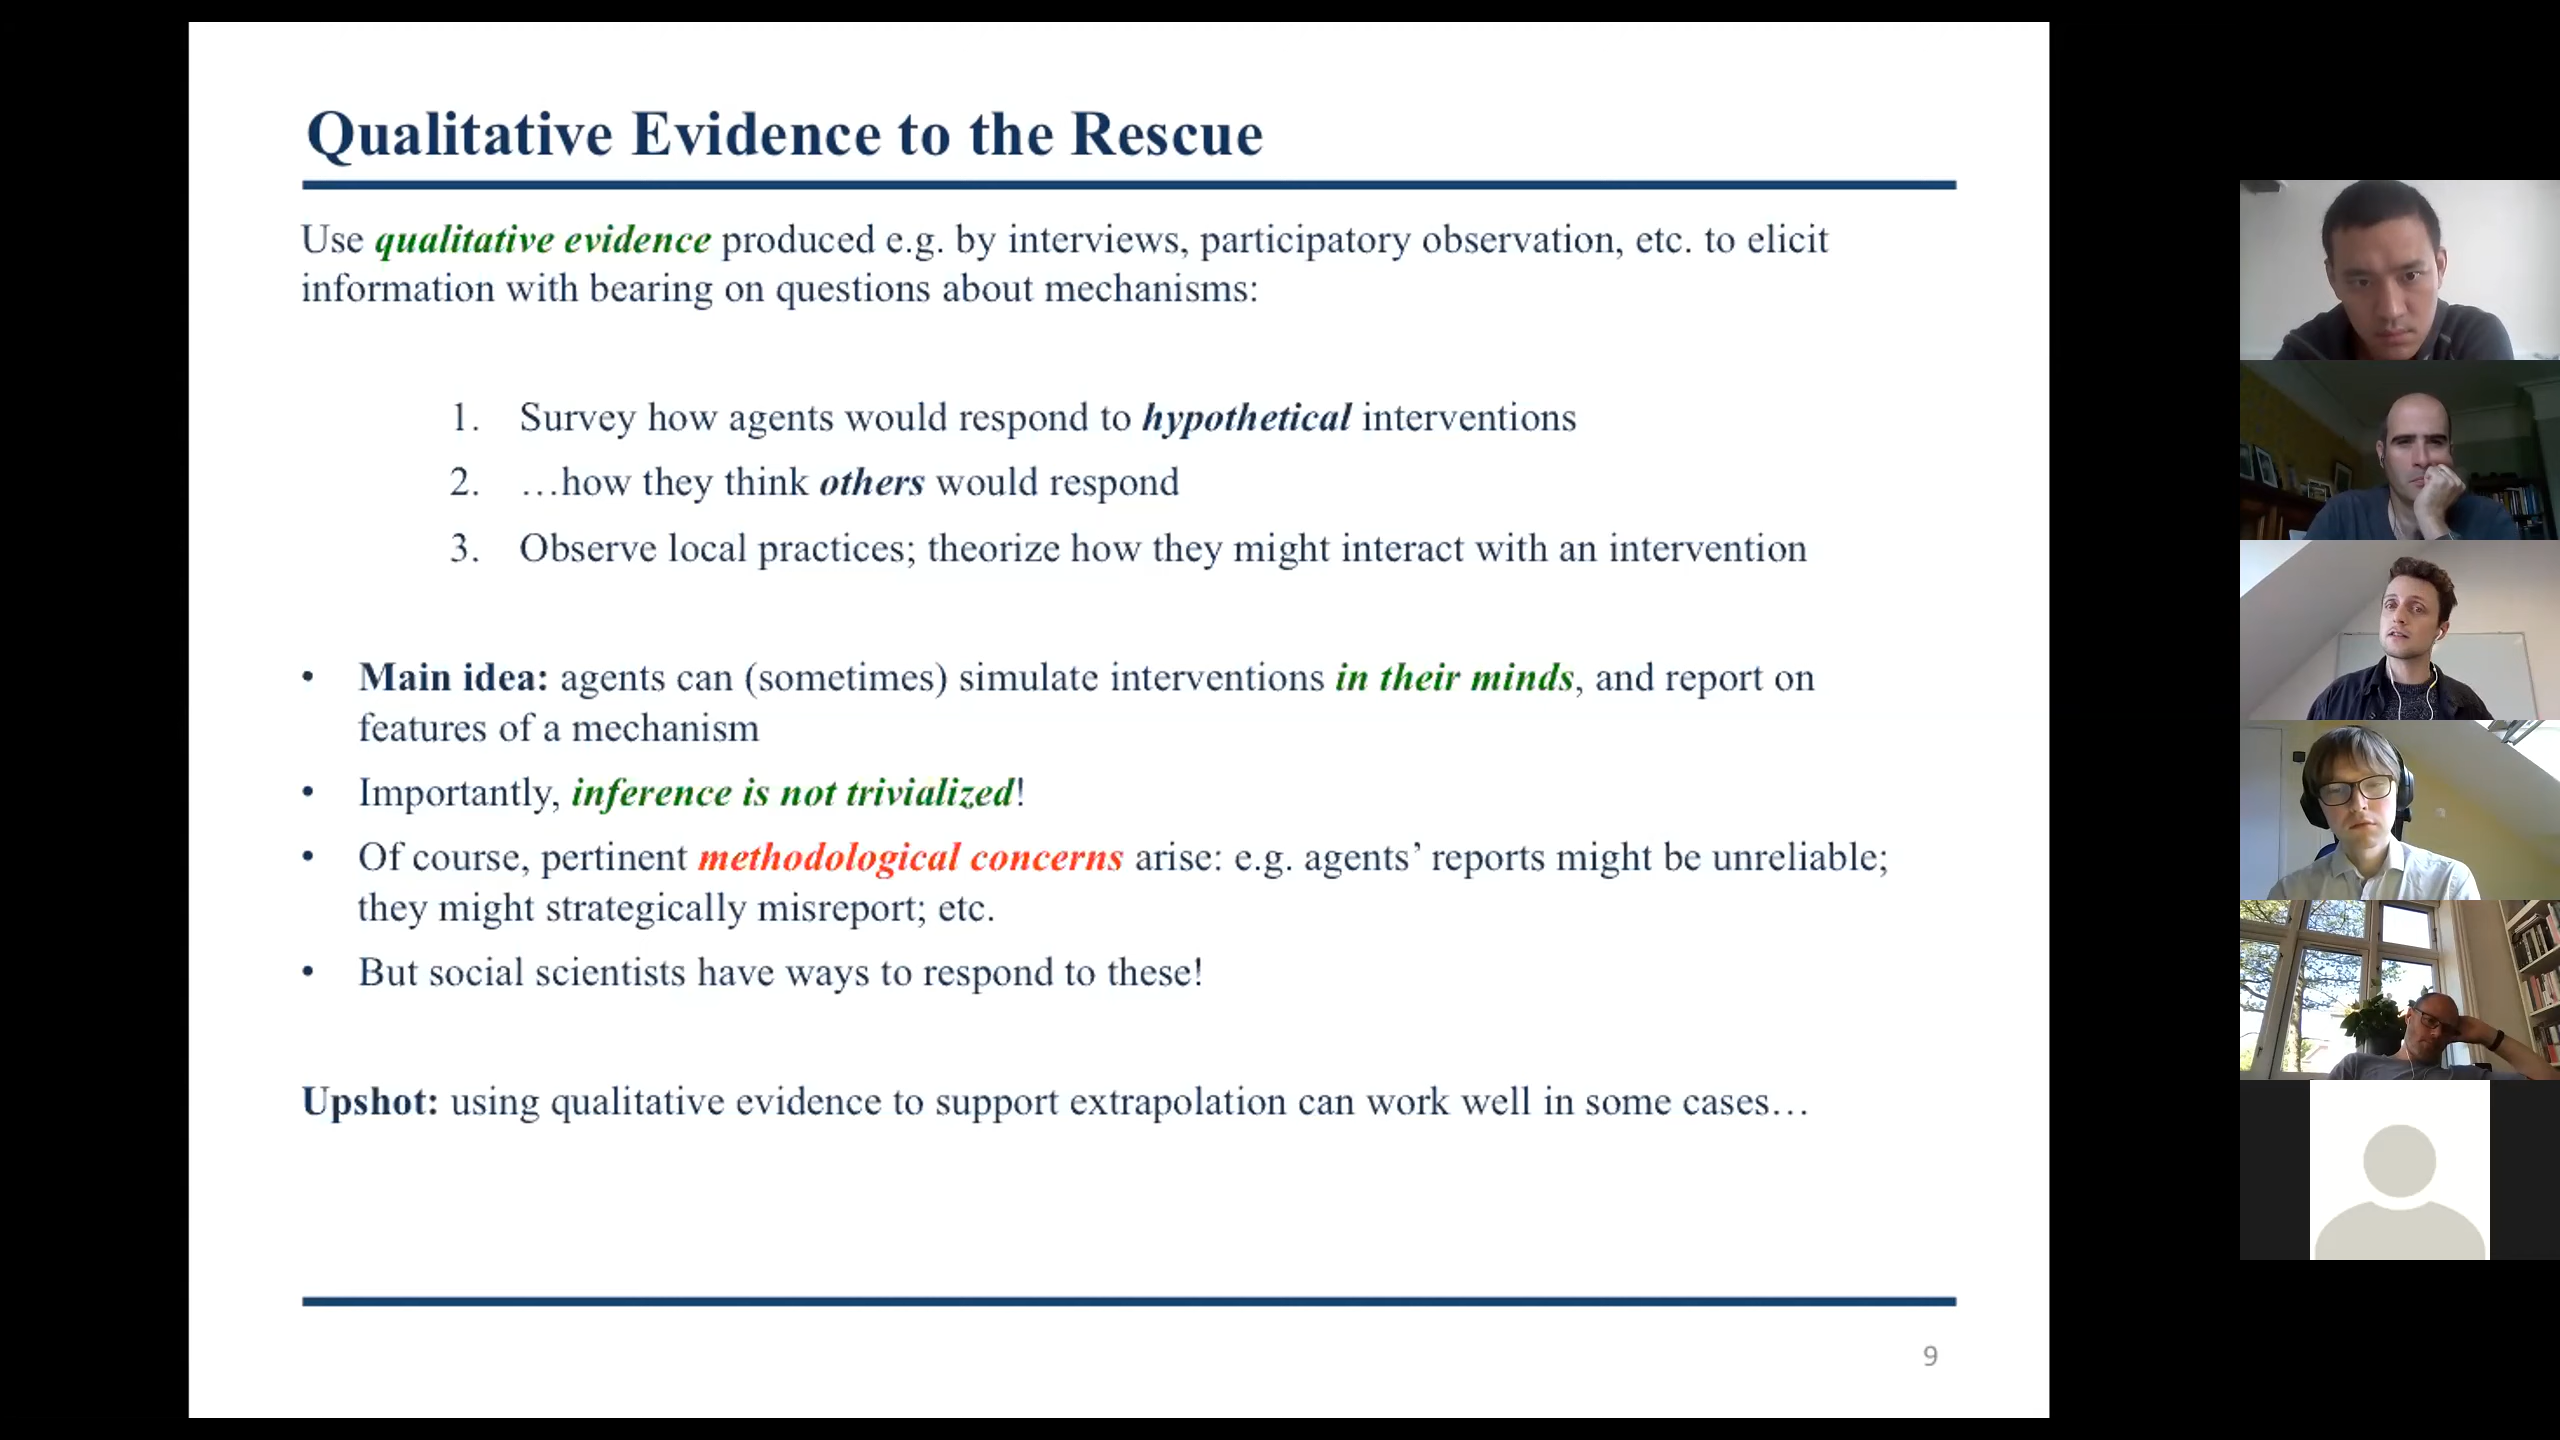 Qualitative Evidence to the Rescue
Use qualitative evidence produced e.g. by interviews, participatory observation, etc. to elicit
information with bearing on questions about mechanisms:
1. Survey how agents would respond to hypothetical interventions
2. …how they think others would respond
3. Observe local practices; theorize how they might interact with an intervention
• Main idea: agents can (sometimes) simulate interventions in their minds, and report on
features of a mechanism
• Importantly, inference is not trivialized!
• Of course, pertinent methodological concerns arise: e.g. agents’ reports might be unreliable;
they might strategically misreport; etc.
• But social scientists have ways to respond to these!
Upshot: using qualitative evidence to support extrapolation can work well in some cases…
9